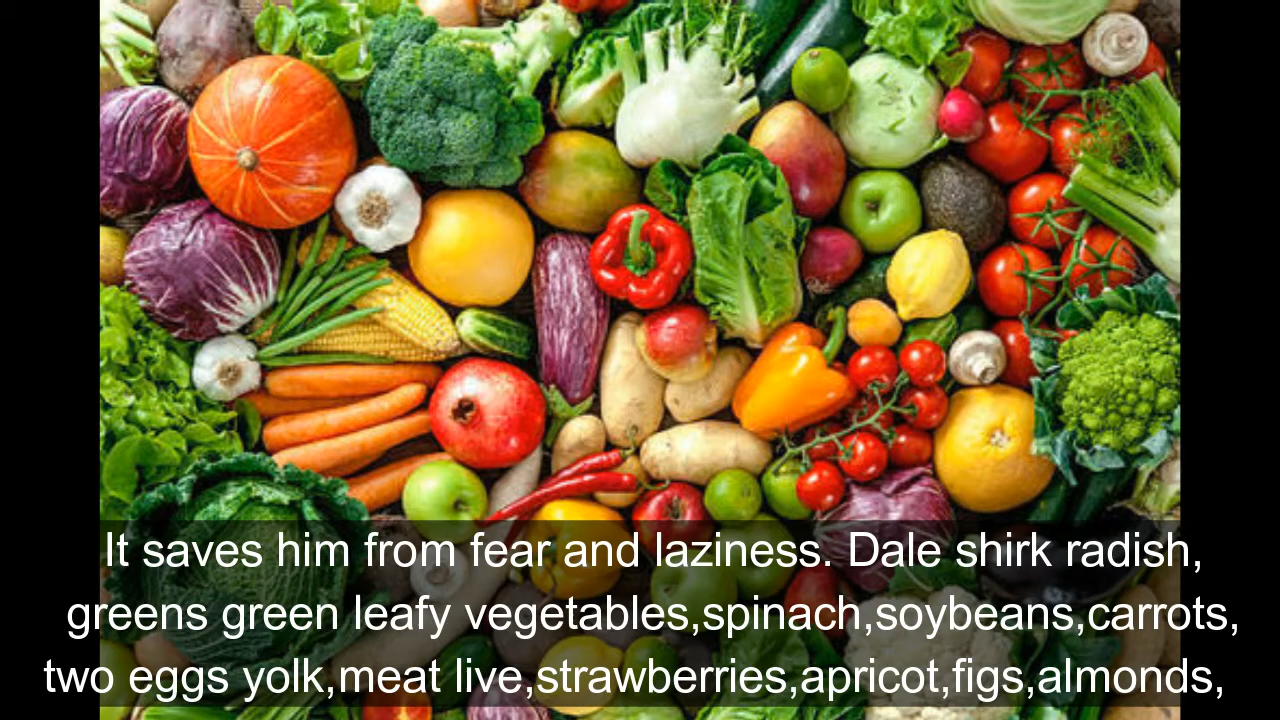 It saves him from fear and laziness. Dale shirk radish,
greens green leafy vegetables,spinach,soybeans,carrots,
two eggs yolk,meat live,strawberries,apricot,figs,almonds,